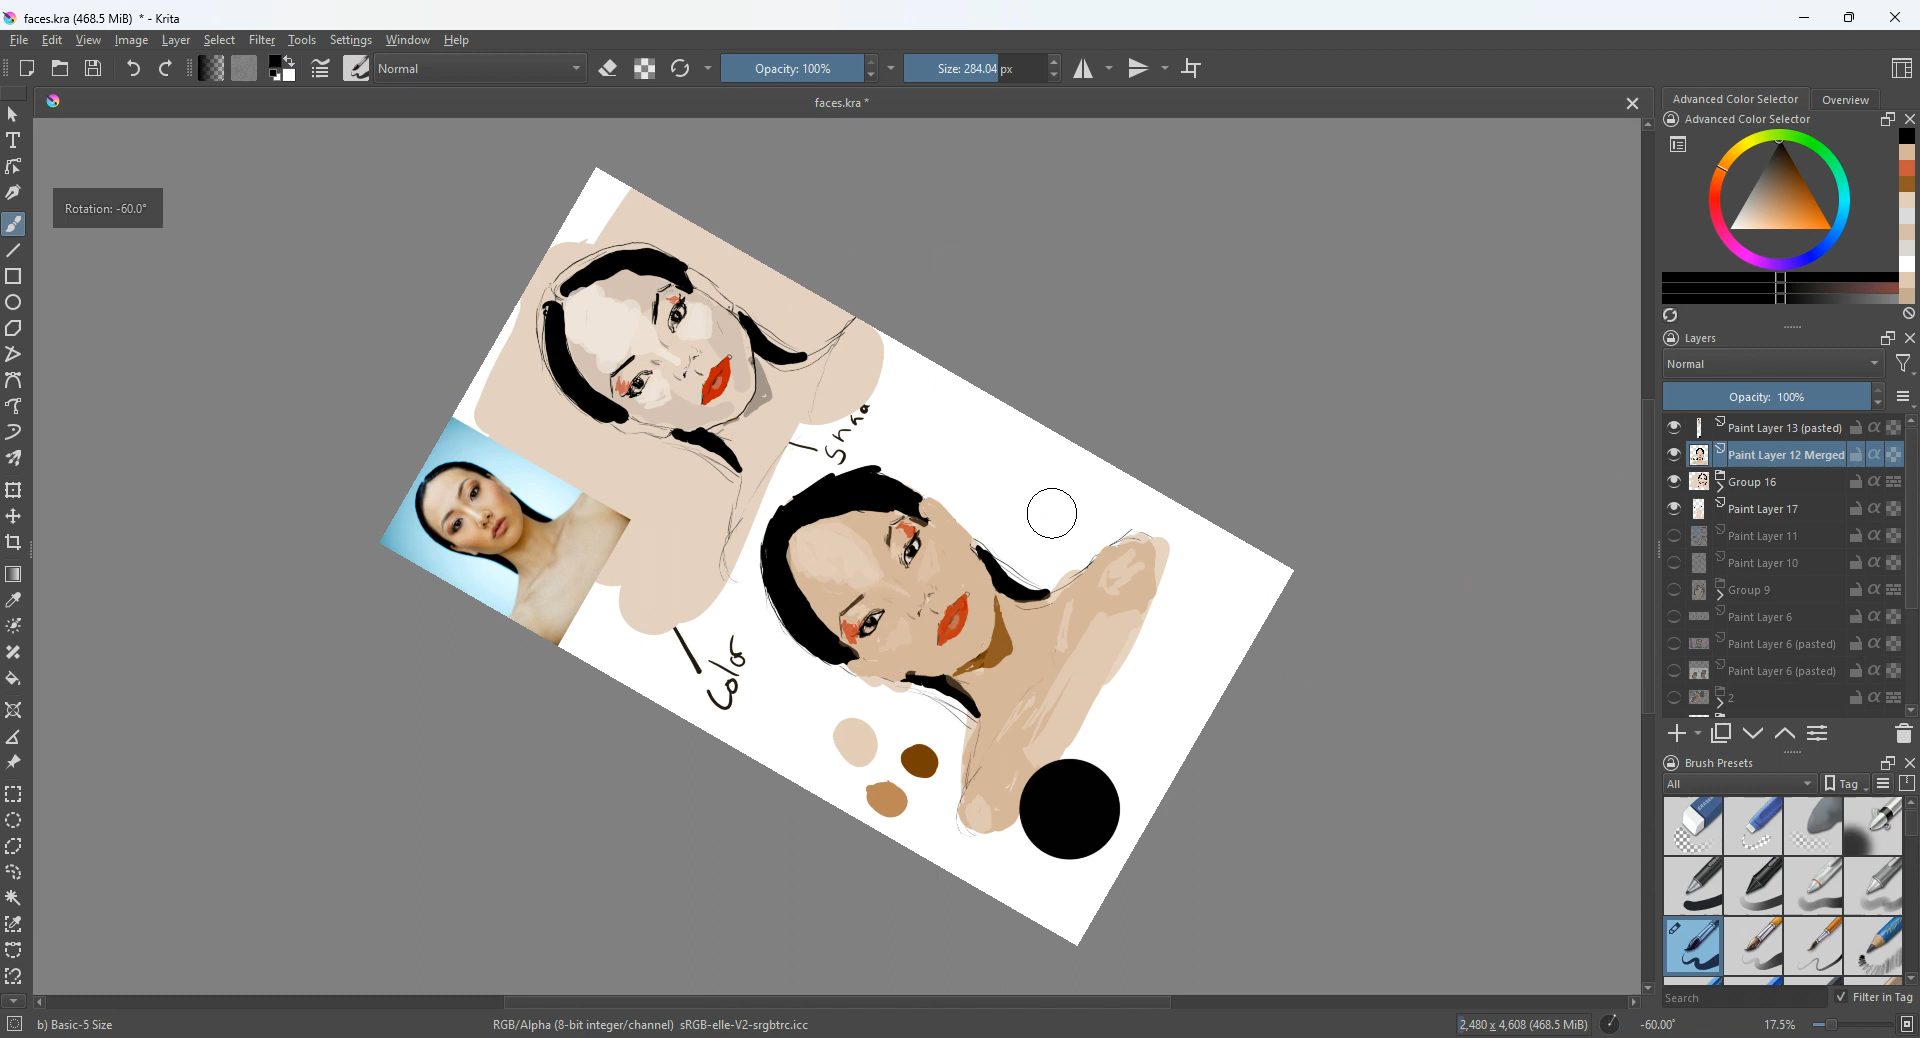 faces.kra (468.5 MiB) * - Krita
File Edit View Image Layer Select Filter Tools Settings Window Help
Normal
Opacity: 100%
Size: 284.04 px
faces.kra *
Rotation: -60.0°
Color
Advanced Color Selector Overview
Advanced Color Selector
Layers
Normal
Opacity: 100%
Paint Layer 13 (pasted)
Paint Layer 12 Merged
Group 16
Paint Layer 17
Paint Layer 11
Paint Layer 10
Group 9
Paint Layer 6
Paint Layer 6 (pasted)
Paint Layer 6 (pasted)
2
Brush Presets
All
Tag
Search
Filter in Tag
b) Basic-5 Size
RGB/Alpha (8-bit integer/channel) sRGB-elle-V2-srgbtrc.icc
2,480 x 4,608 (468.5 MiB)
-60.00°
17.5%